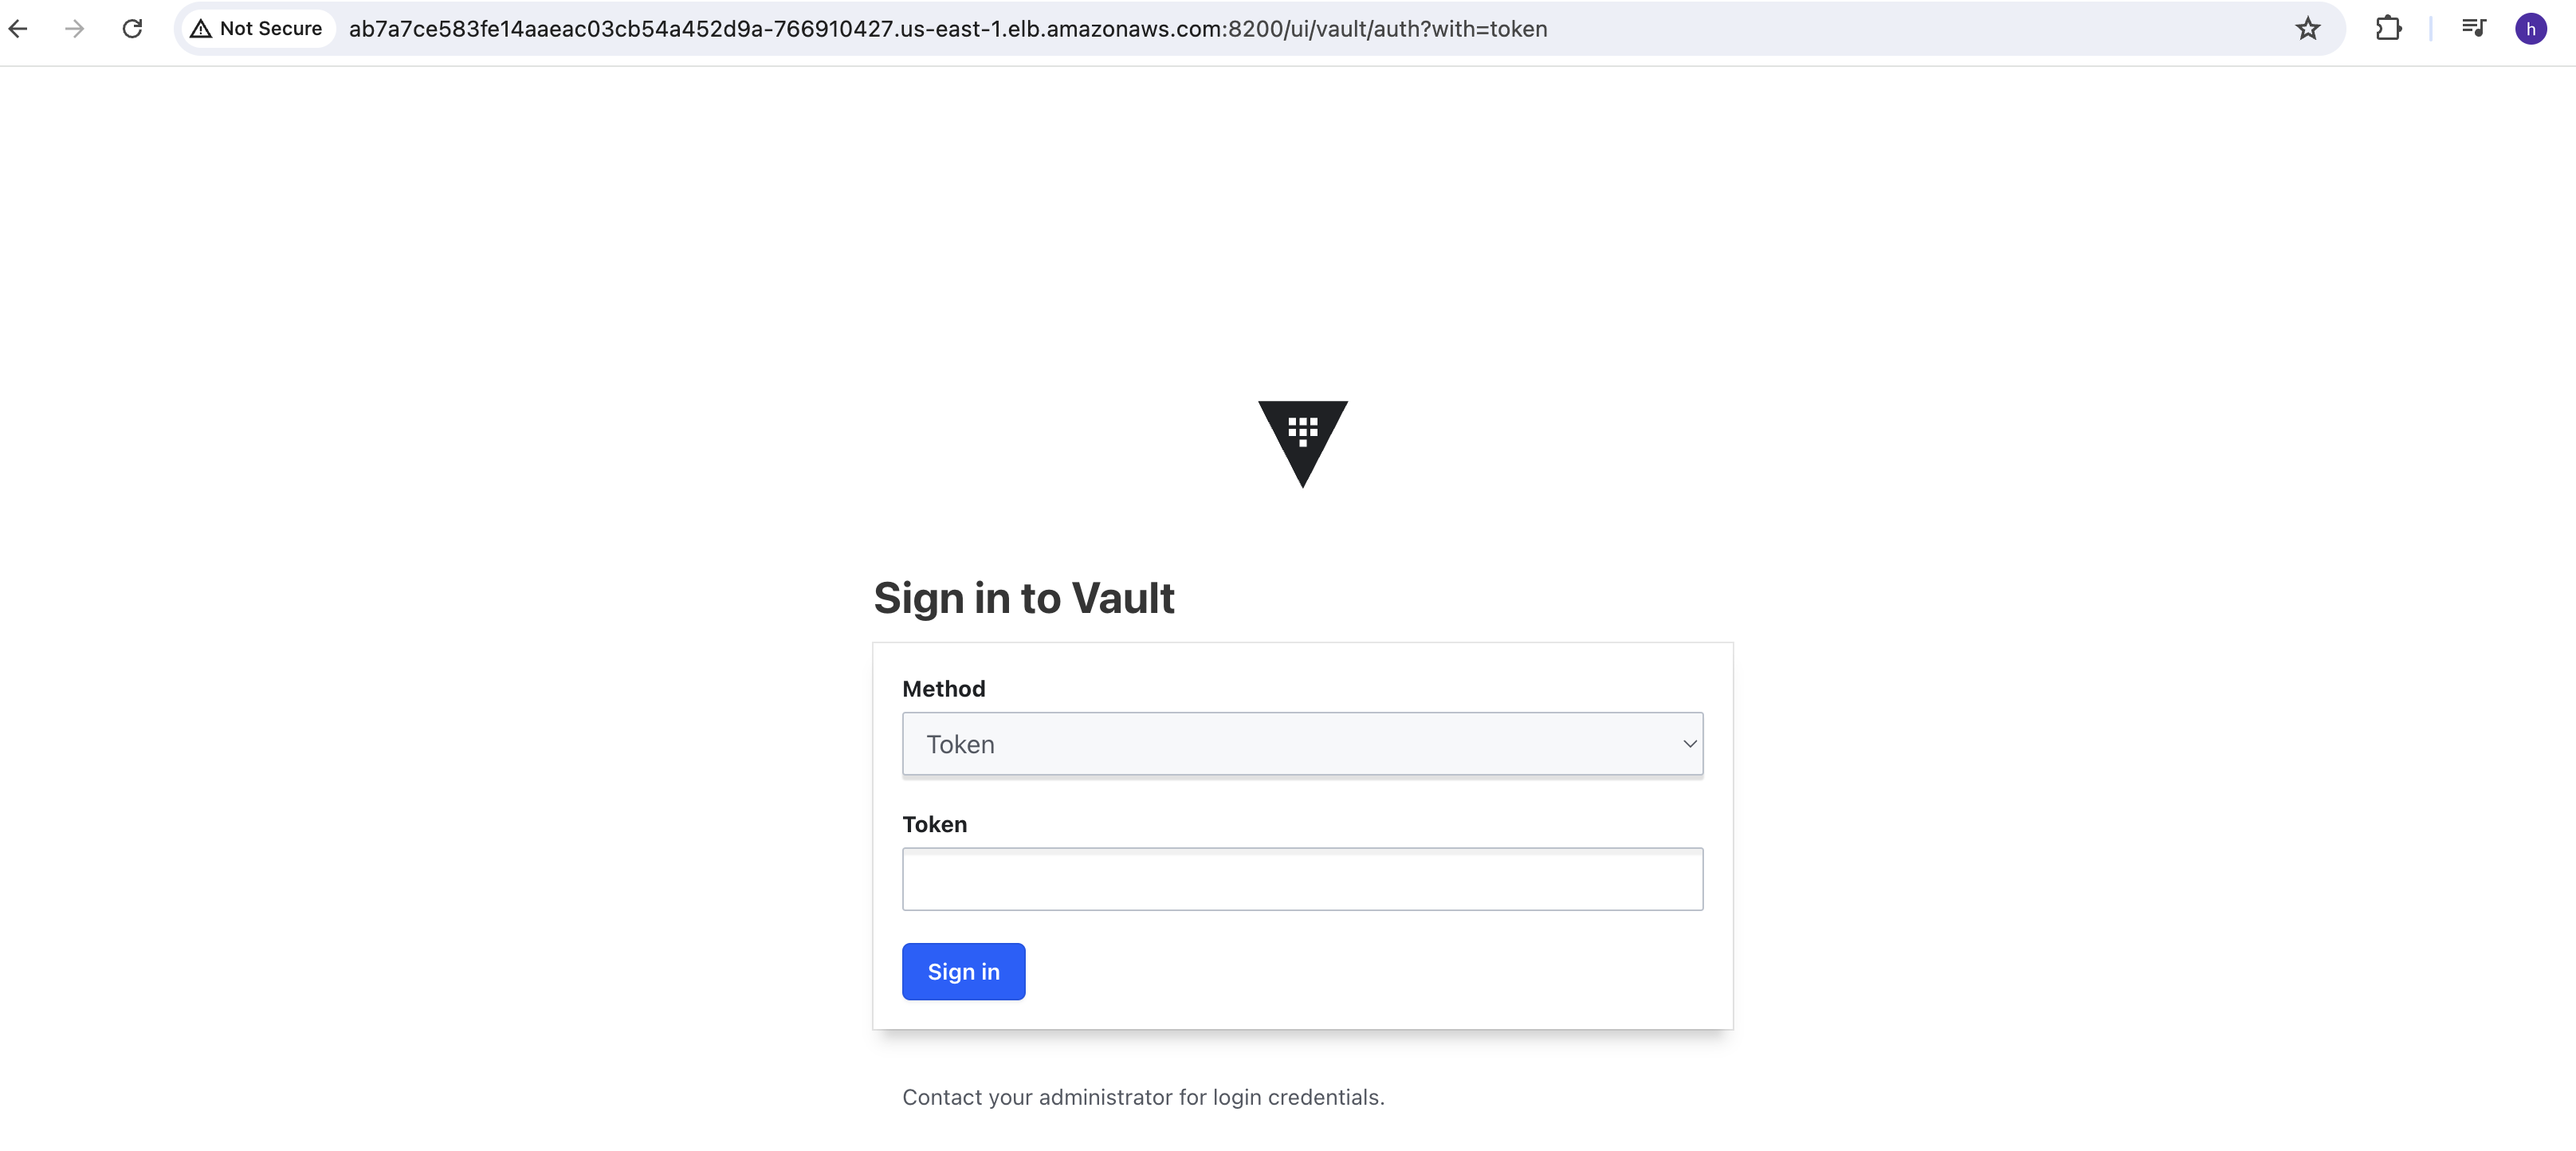 Not Secure ab7a7ce583fe14aaeac03cb54a452d9a-766910427.us-east-1.elb.amazonaws.com:8200/ui/vault/auth?with=token h
Sign in to Vault
Method
Token
Token
Sign in
Contact your administrator for login credentials.